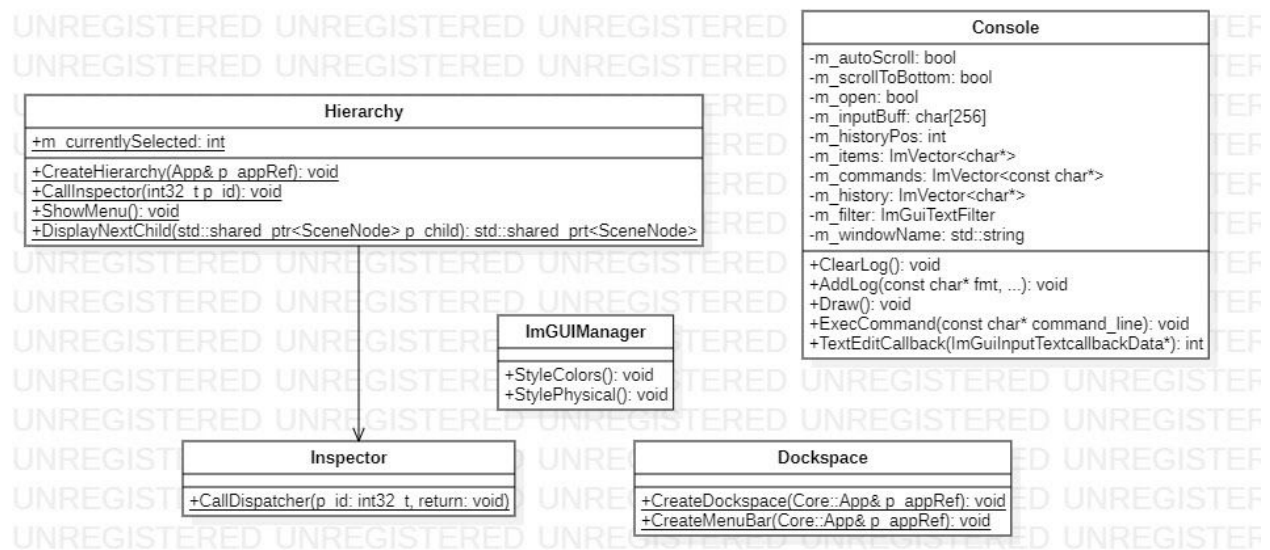 Hierarchy
+m_currentlySelected: int
+CreateHierarchy(App& p_appRef): void
+CallInspector(int32_t p_id): void
+ShowMenu(): void
+DisplayNextChild(std::shared_ptr<SceneNode> p_child): std::shared_prt<SceneNode>
Console
-m_autoScroll: bool
-m_scrollToBottom: bool
-m_open: bool
-m_inputBuff: char[256]
-m_historyPos: int
-m_items: ImVector<char*>
-m_commands: ImVector<const char*>
-m_history: ImVector<char*>
-m_filter: ImGuiTextFilter
-m_windowName: std::string
+ClearLog(): void
+AddLog(const char* fmt, ...): void
+Draw(): void
+ExecCommand(const char* command_line): void
+TextEditCallback(ImGuiInputTextcallbackData*): int
ImGUIManager
+StyleColors(): void
+StylePhysical(): void
Inspector
+CallDispatcher(p_id: int32_t, return: void)
Dockspace
+CreateDockspace(Core::App& p_appRef): void
+CreateMenuBar(Core::App& p_appRef): void
UNREGISTERED UNREGISTERED UNREGISTERED